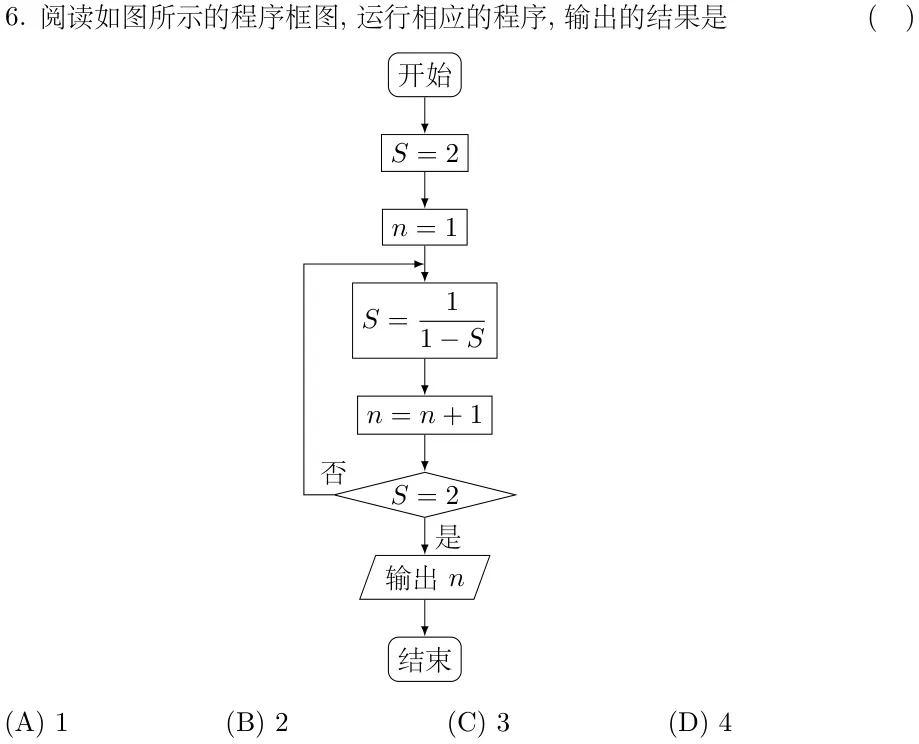 6. 阅读如图所示的程序框图, 运行相应的程序, 输出的结果是 ( )
开始
S = 2
n = 1
S = \frac{1}{1 - S}
n = n + 1
否
S = 2
是
输出 n
结束
(A) 1 (B) 2 (C) 3 (D) 4